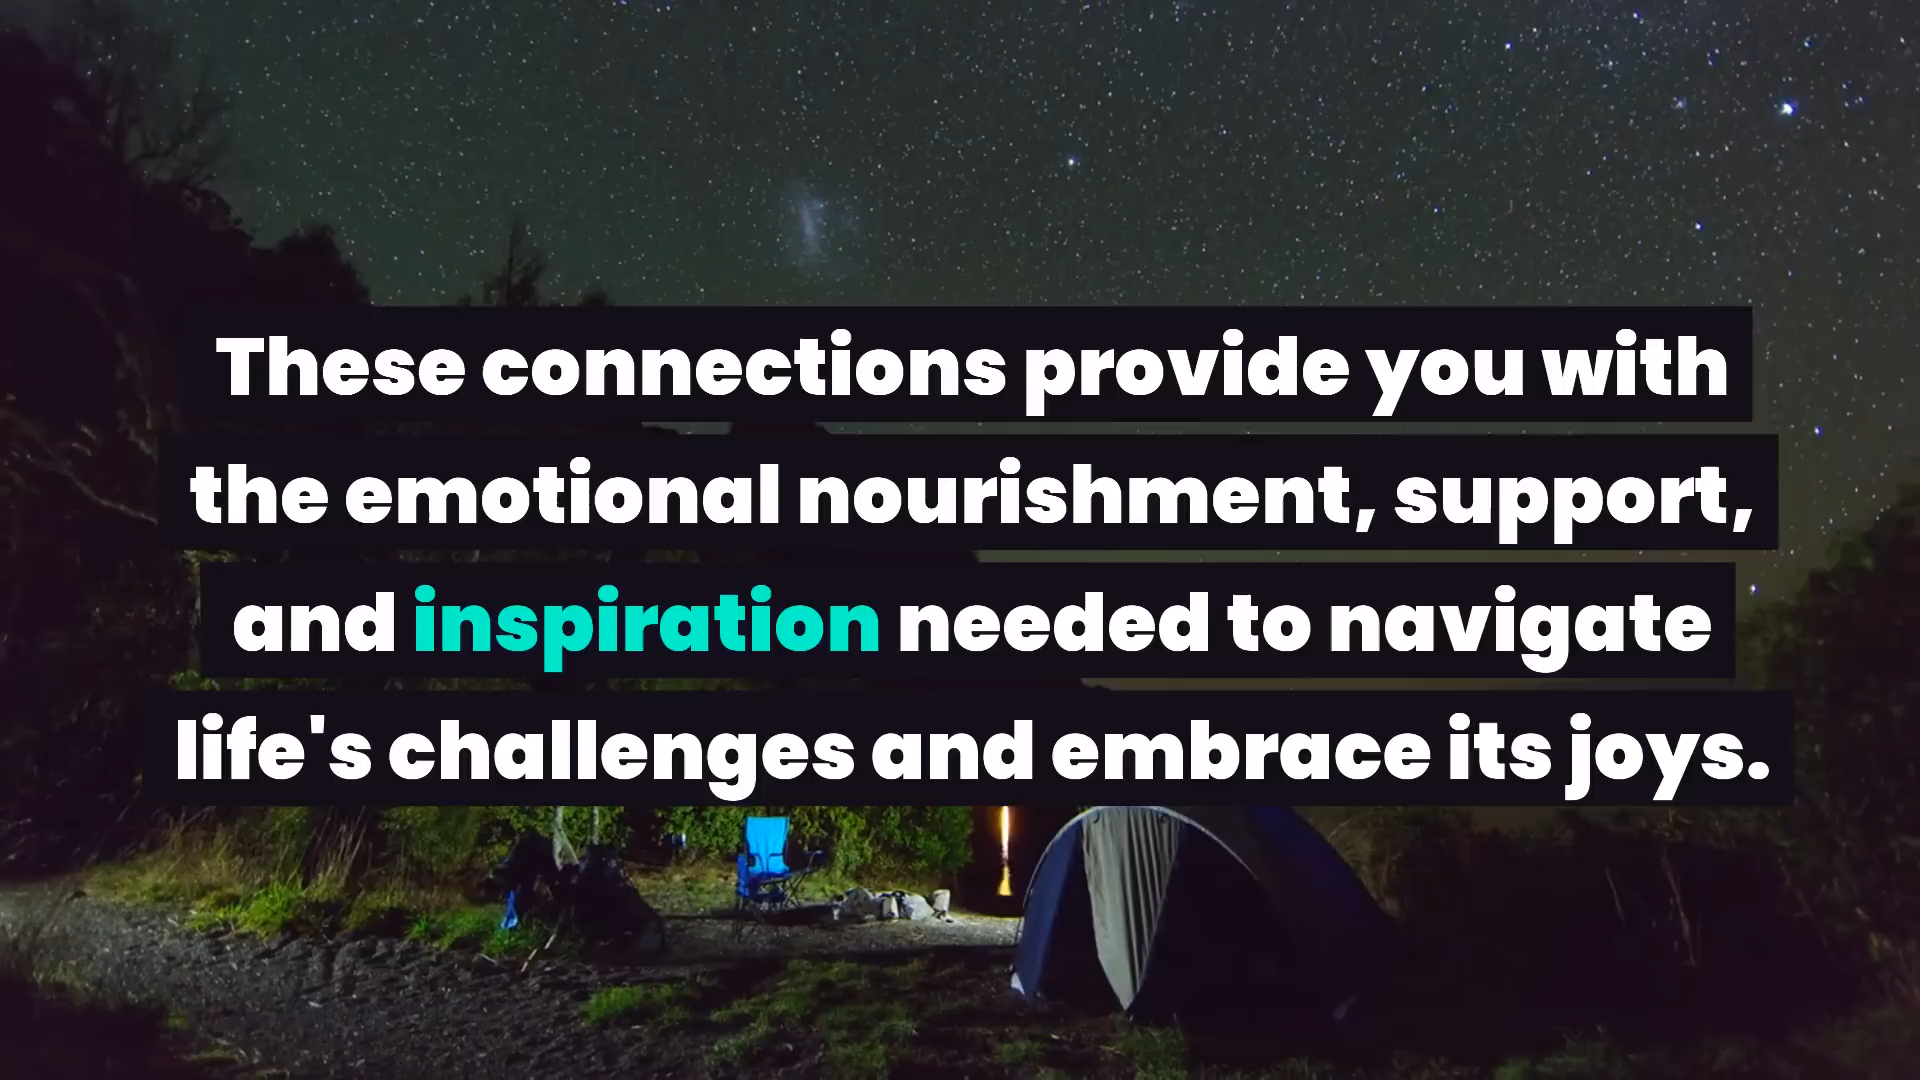 These connections provide you with
the emotional nourishment, support,
and inspiration needed to navigate
life's challenges and embrace its joys.